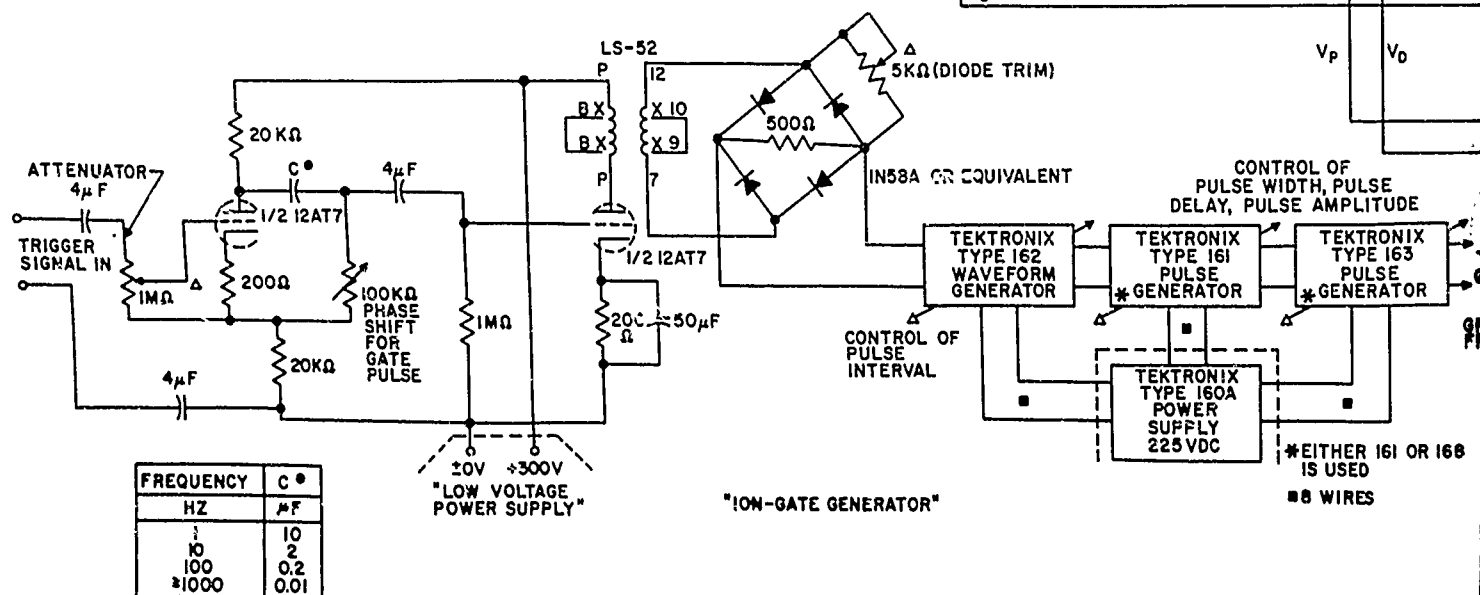 LS-52
P
12
B X
X 10
B X
X 9
P
7
Δ
5KΩ(DIODE TRIM)
500Ω
IN58A OR EQUIVALENT
VP
VD
20KΩ
ATTENUATOR
4μF
C●
4μF
1/2 12AT7
1/2 12AT7
TRIGGER
SIGNAL IN
1MΩ
Δ
200Ω
100KΩ
PHASE
SHIFT
FOR
GATE
PULSE
1MΩ
Ω
50μF
20KΩ
4μF
±0V
+300V
"LOW VOLTAGE
POWER SUPPLY"
CONTROL OF
PULSE WIDTH, PULSE
DELAY, PULSE AMPLITUDE
TEKTRONIX
TYPE 162
WAVEFORM
GENERATOR
TEKTRONIX
TYPE 161
PULSE
* GENERATOR
TEKTRONIX
TYPE 163
PULSE
* GENERATOR
Δ
Δ
Δ
CONTROL OF
PULSE
INTERVAL
■
■
■
TEKTRONIX
TYPE 160A
POWER
SUPPLY
225VDC
*EITHER 161 OR 168
IS USED
■8 WIRES
"ION-GATE GENERATOR"
FREQUENCY C●
HZ μF
1 10
10 2
100 0.2
≥1000 0.01